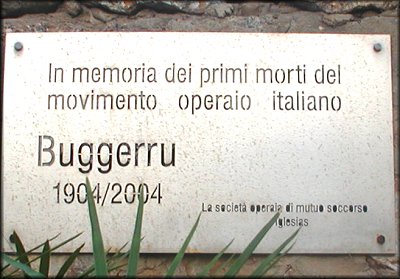 In memoria dei primi morti del
movimento operaio italiano
Buggerru
1904/2004
La società operaia di mutuo soccorso
Iglesias